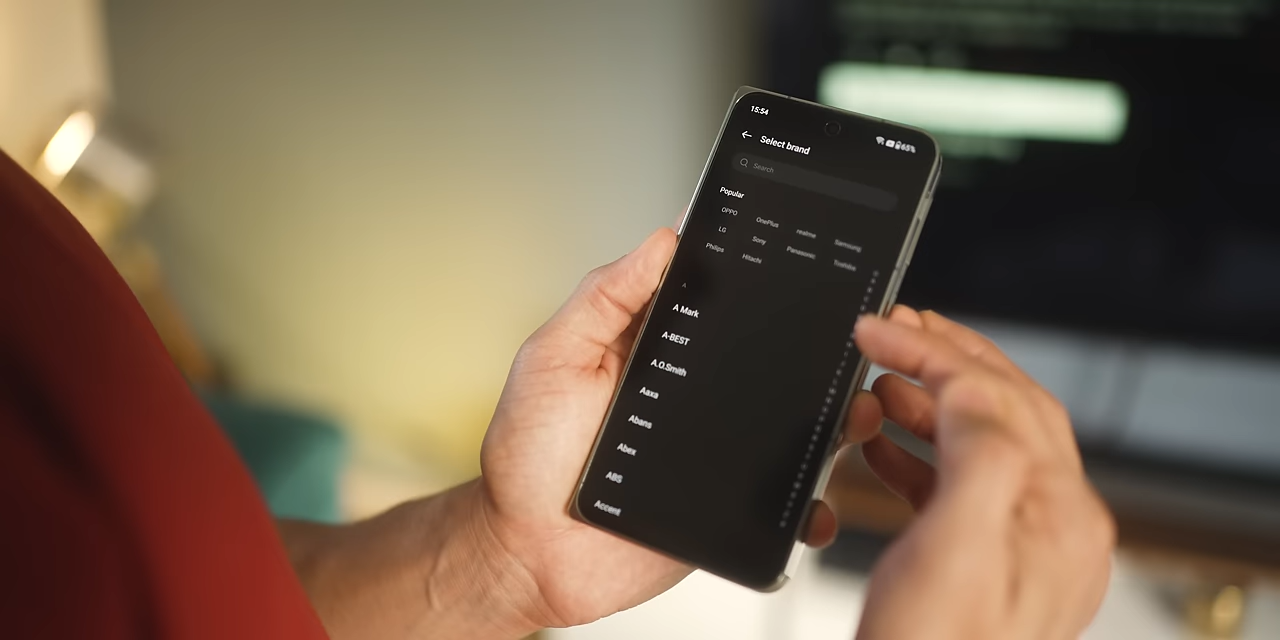 15:54
65%
Select brand
Search
Popular
OPPO OnePlus realme Samsung
LG Sony Panasonic Toshiba
Philips Hitachi
A
A Mark
A-BEST
A.O.Smith
Aaxa
Abans
Abex
ABS
Accent